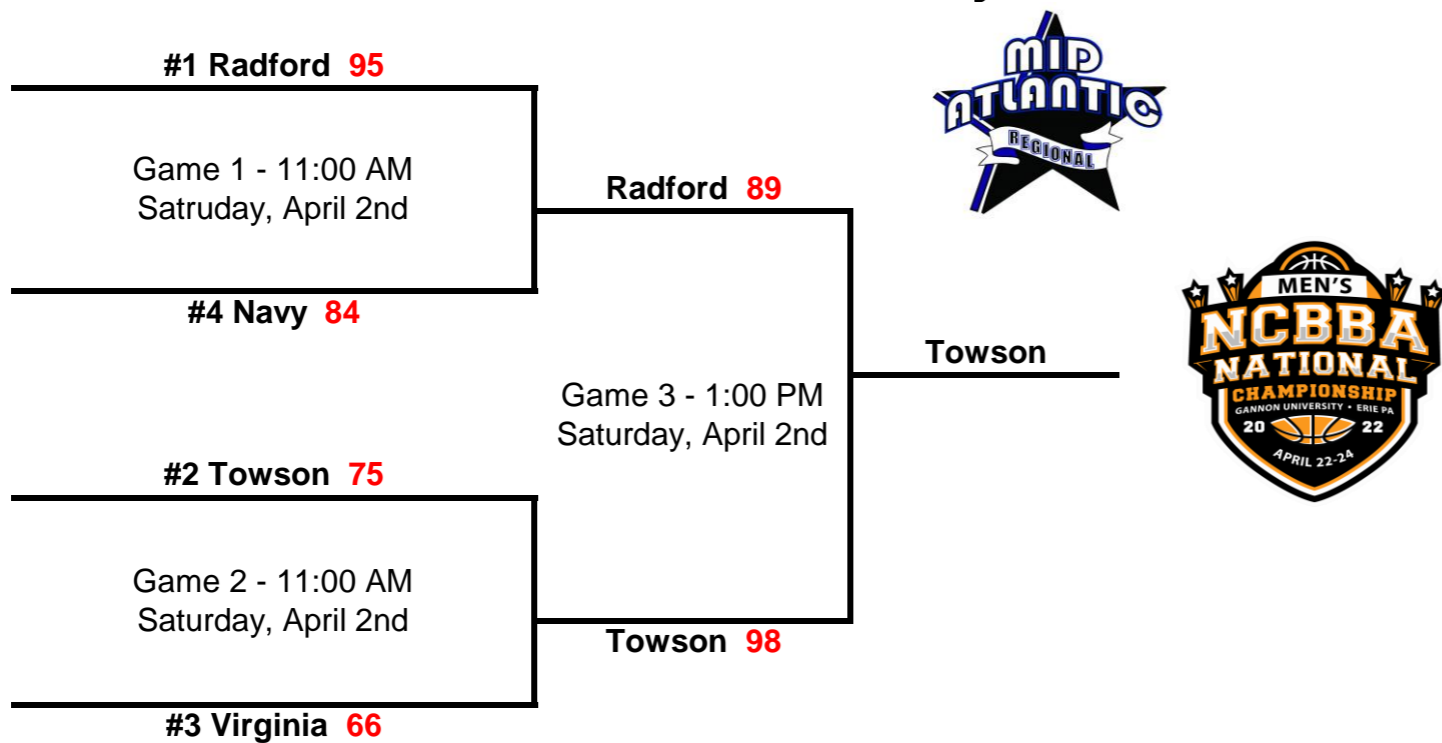 #1 Radford 95
Game 1 - 11:00 AM
Satruday, April 2nd
#4 Navy 84
Radford 89
Game 3 - 1:00 PM
Saturday, April 2nd
#2 Towson 75
Game 2 - 11:00 AM
Saturday, April 2nd
#3 Virginia 66
Towson 98
Towson
MID
ATLANTIC
REGIONAL
MEN'S
NCBBA
NATIONAL
CHAMPIONSHIP
GANNON UNIVERSITY • ERIE PA
20 22
APRIL 22-24